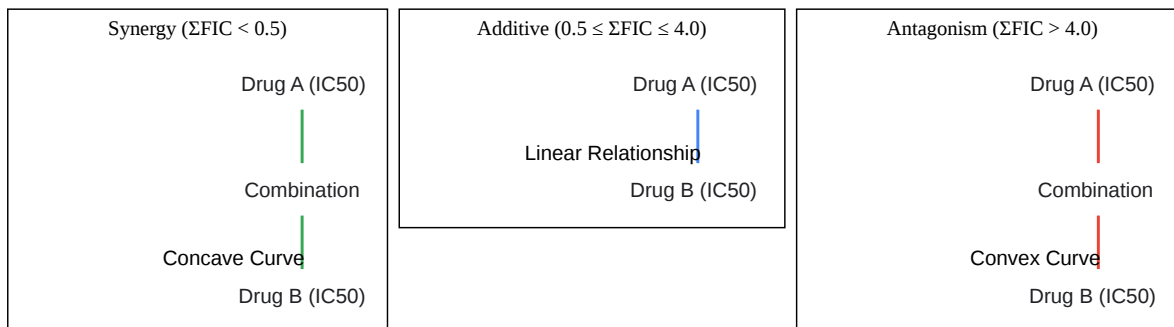 Synergy (ΣFIC < 0.5)
Drug A (IC50)
Combination
Concave Curve
Drug B (IC50)
Additive (0.5 ≤ ΣFIC ≤ 4.0)
Drug A (IC50)
Linear Relationship
Drug B (IC50)
Antagonism (ΣFIC > 4.0)
Drug A (IC50)
Combination
Convex Curve
Drug B (IC50)